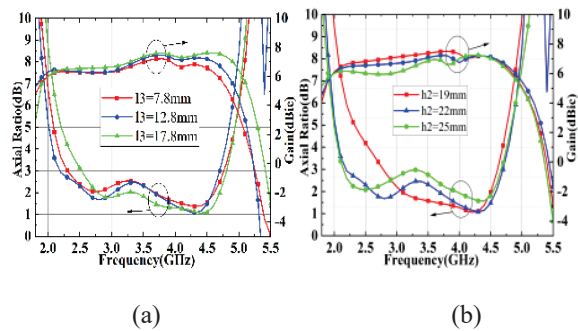 10
9
8
7
6
5
4
3
2
1
0
Axial Ratio(dB)
2.0 2.5 3.0 3.5 4.0 4.5 5.0 5.5
Frequency(GHz)
10
8
6
4
2
0
-2
-4
Gain(dBic)
l3=7.8mm
l3=12.8mm
l3=17.8mm
(a)
10
9
8
7
6
5
4
3
2
1
0
Axial Ratio(dB)
2.0 2.5 3.0 3.5 4.0 4.5 5.0 5.5
Frequency(GHz)
10
8
6
4
2
0
-2
-4
Gain(dBic)
h2=19mm
h2=22mm
h2=25mm
(b)